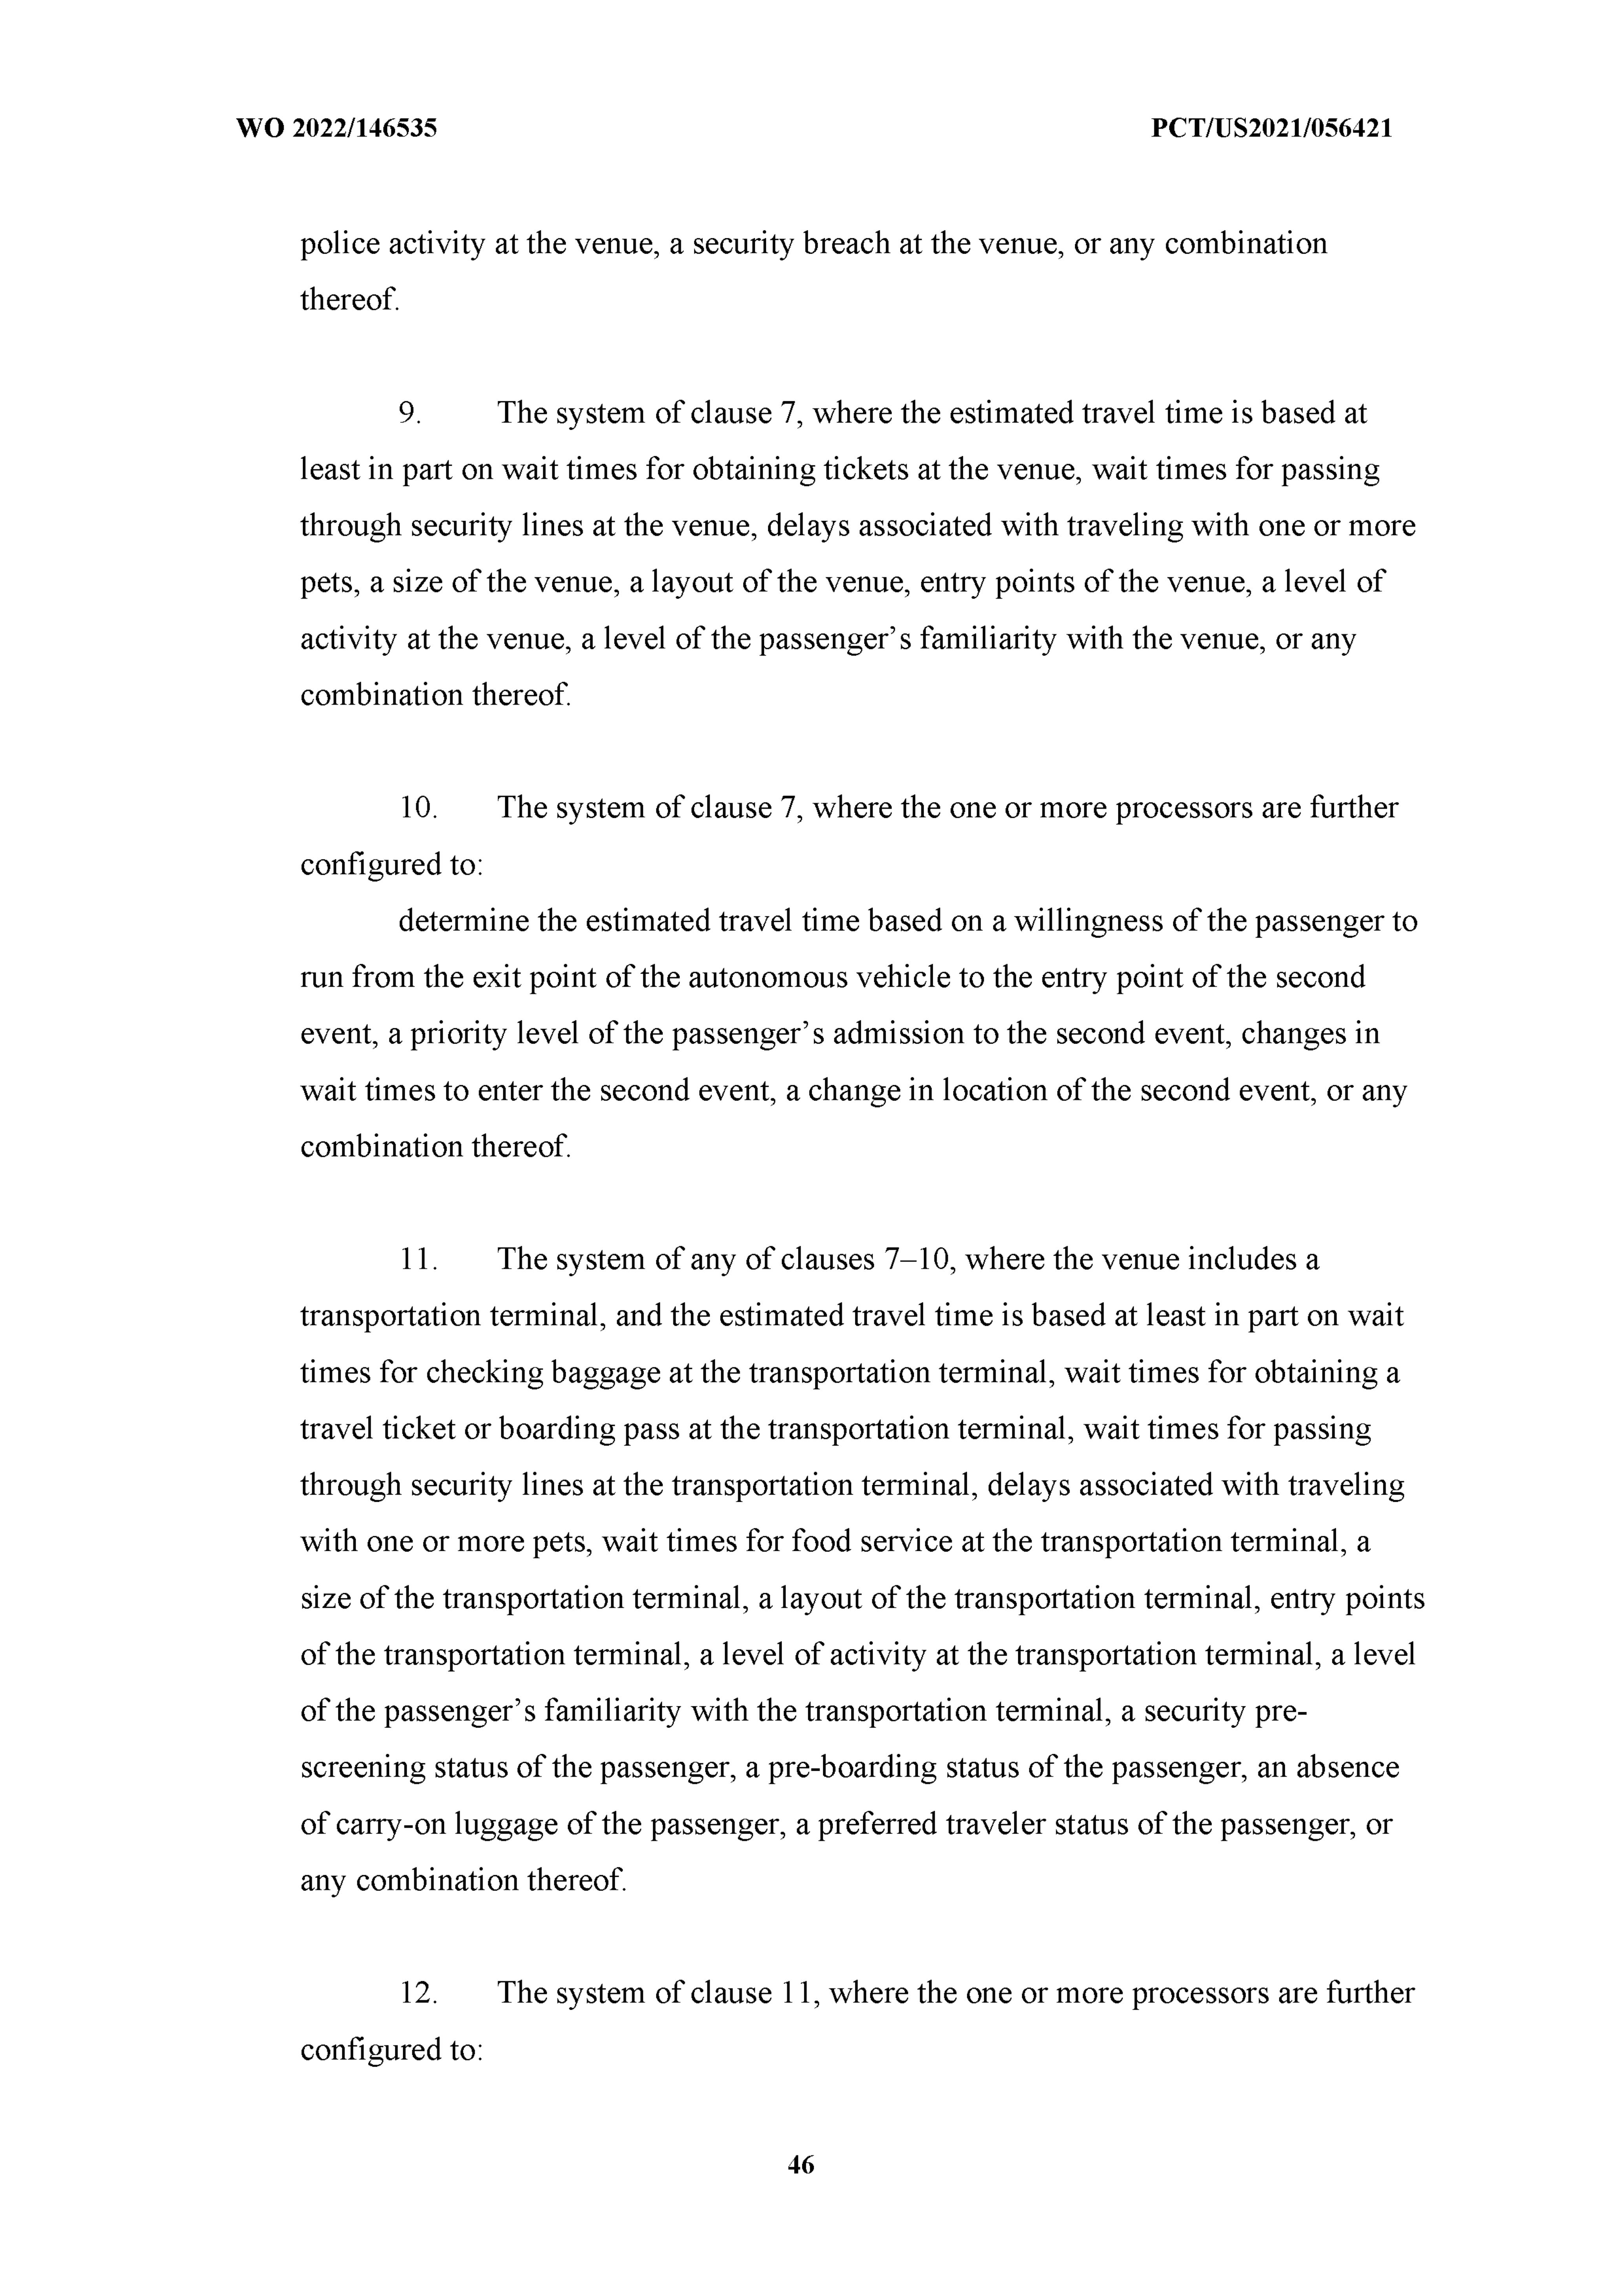 WO 2022/146535 PCT/US2021/056421
police activity at the venue, a security breach at the venue, or any combination
thereof.
9. The system of clause 7, where the estimated travel time is based at
least in part on wait times for obtaining tickets at the venue, wait times for passing
through security lines at the venue, delays associated with traveling with one or more
pets, a size of the venue, a layout of the venue, entry points of the venue, a level of
activity at the venue, a level of the passenger’s familiarity with the venue, or any
combination thereof.
10. The system of clause 7, where the one or more processors are further
configured to:
determine the estimated travel time based on a willingness of the passenger to
run from the exit point of the autonomous vehicle to the entry point of the second
event, a priority level of the passenger’s admission to the second event, changes in
wait times to enter the second event, a change in location of the second event, or any
combination thereof.
11. The system of any of clauses 7–10, where the venue includes a
transportation terminal, and the estimated travel time is based at least in part on wait
times for checking baggage at the transportation terminal, wait times for obtaining a
travel ticket or boarding pass at the transportation terminal, wait times for passing
through security lines at the transportation terminal, delays associated with traveling
with one or more pets, wait times for food service at the transportation terminal, a
size of the transportation terminal, a layout of the transportation terminal, entry points
of the transportation terminal, a level of activity at the transportation terminal, a level
of the passenger’s familiarity with the transportation terminal, a security pre-
screening status of the passenger, a pre-boarding status of the passenger, an absence
of carry-on luggage of the passenger, a preferred traveler status of the passenger, or
any combination thereof.
12. The system of clause 11, where the one or more processors are further
configured to:
46